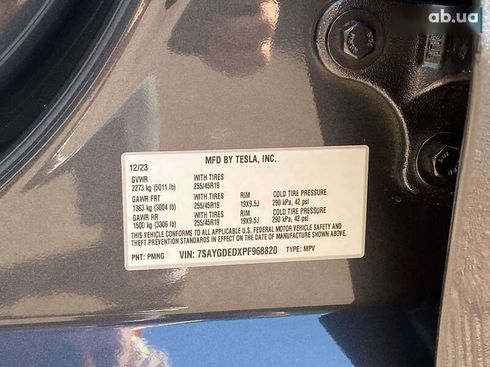 ab.ua
MFD BY TESLA, INC.
12/23
GVWR WITH TIRES
2273 kg (5011 lb) 255/45R19
GAWR FRT WITH TIRES RIM COLD TIRE PRESSURE
1363 kg (3004 lb) 255/45R19 19X9.5J 290 kPa, 42 psi
GAWR RR WITH TIRES RIM COLD TIRE PRESSURE
1500 kg (3306 lb) 255/45R19 19X9.5J 290 kPa, 42 psi
THIS VEHICLE CONFORMS TO ALL APPLICABLE U.S. FEDERAL MOTOR VEHICLE SAFETY AND
THEFT PREVENTION STANDARDS IN EFFECT ON THE DATE OF MANUFACTURE SHOWN ABOVE.
PNT: PMNG VIN: 7SAYGDEDXPF968820 TYPE: MPV